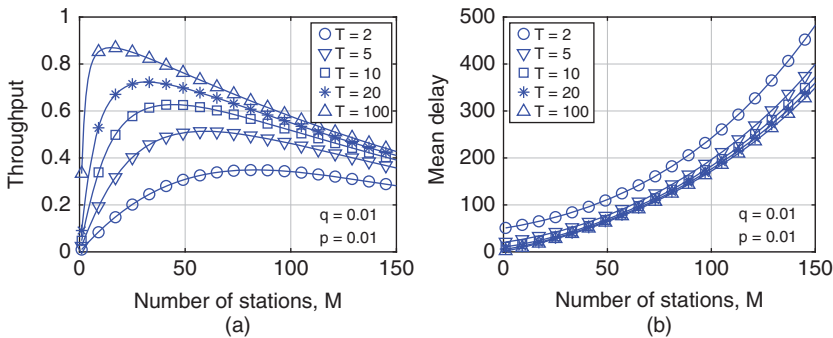 1
0.8
0.6
0.4
0.2
0
Throughput
T = 2
T = 5
T = 10
T = 20
T = 100
q = 0.01
p = 0.01
0
50
100
150
Number of stations, M
(a)
500
400
300
200
100
0
Mean delay
T = 2
T = 5
T = 10
T = 20
T = 100
q = 0.01
p = 0.01
0
50
100
150
Number of stations, M
(b)